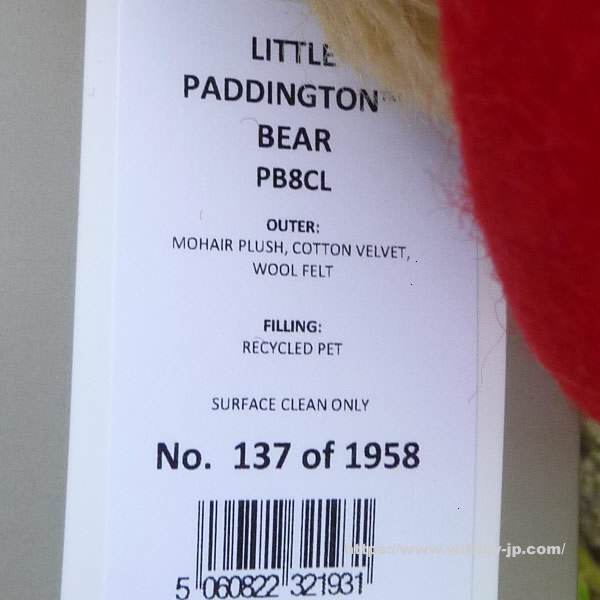 LITTLE
PADDINGTON™
BEAR
PB8CL
OUTER:
MOHAIR PLUSH, COTTON VELVET,
WOOL FELT
FILLING:
RECYCLED PET
SURFACE CLEAN ONLY
No. 137 of 1958
5 060822 321931